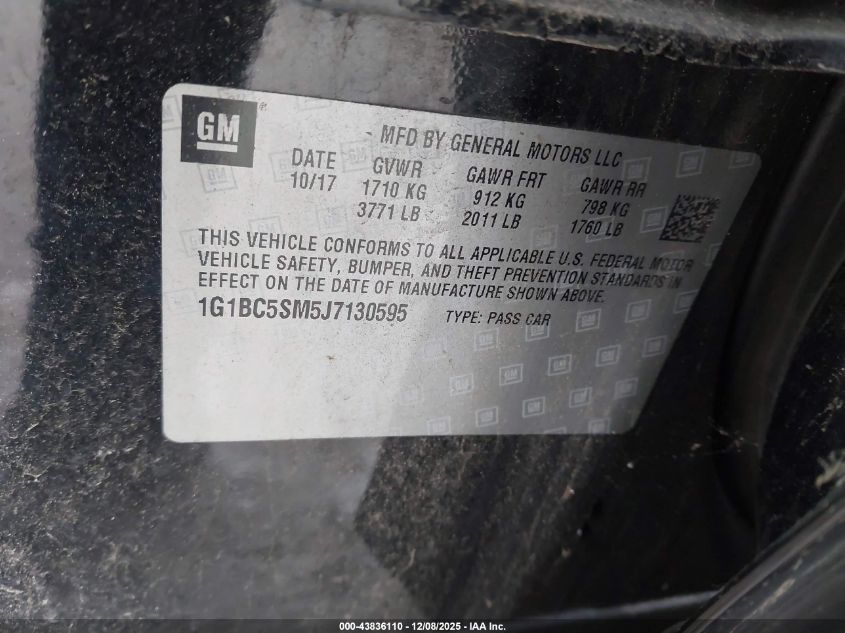 GM
MFD BY GENERAL MOTORS LLC
DATE GVWR GAWR FRT GAWR RR
10/17 1710 KG 912 KG 798 KG
3771 LB 2011 LB 1760 LB
THIS VEHICLE CONFORMS TO ALL APPLICABLE U.S. FEDERAL MOTOR
VEHICLE SAFETY, BUMPER, AND THEFT PREVENTION STANDARDS IN
EFFECT ON THE DATE OF MANUFACTURE SHOWN ABOVE.
1G1BC5SM5J7130595 TYPE: PASS CAR
000-43836110 - 12/08/2025 - IAA Inc.